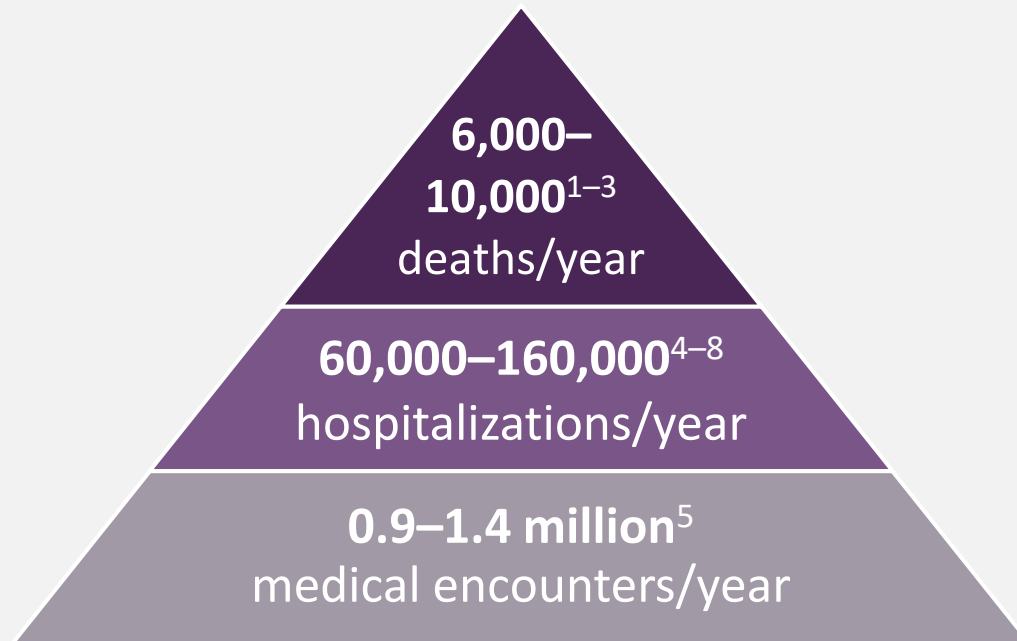 6,000–
10,000¹⁻³
deaths/year
60,000–160,000⁴⁻⁸
hospitalizations/year
0.9–1.4 million⁵
medical encounters/year